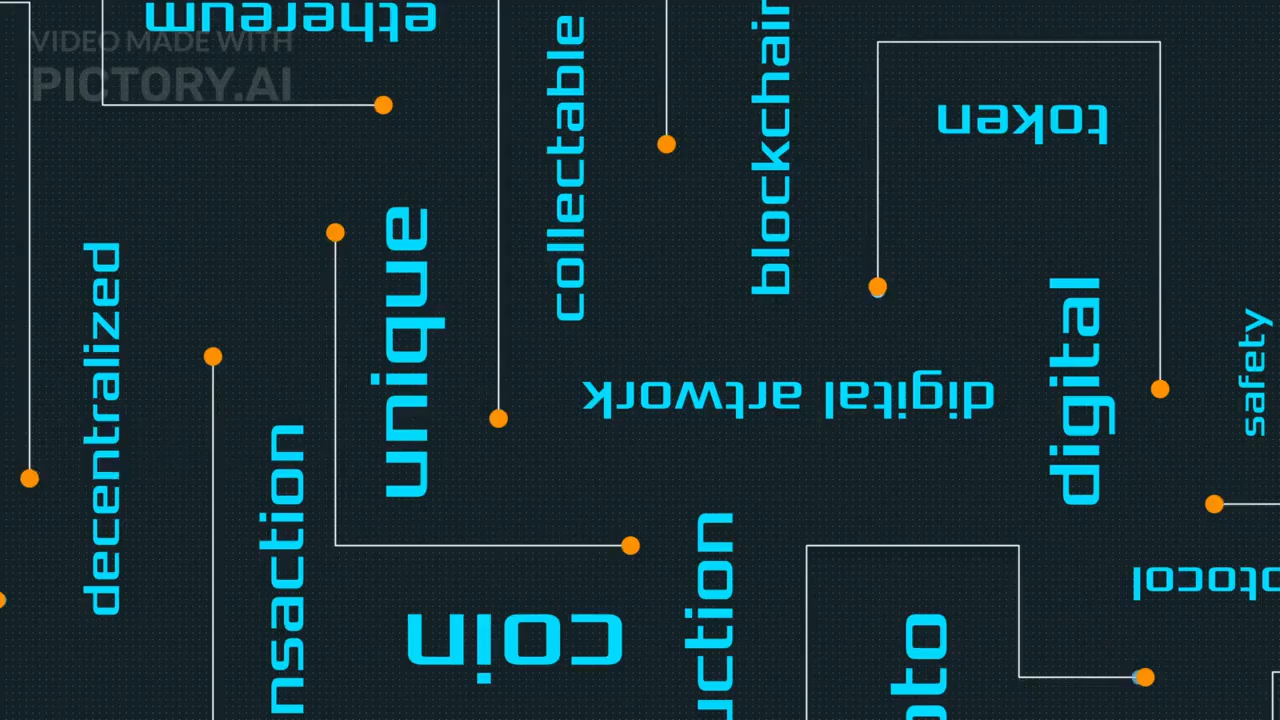 ethereum
VIDEO MADE WITH
PICTORY.AI
collectable
blockchain
token
unique
decentralized
digital
safety
digital artwork
nsaction
uction
otocol
coin
oto